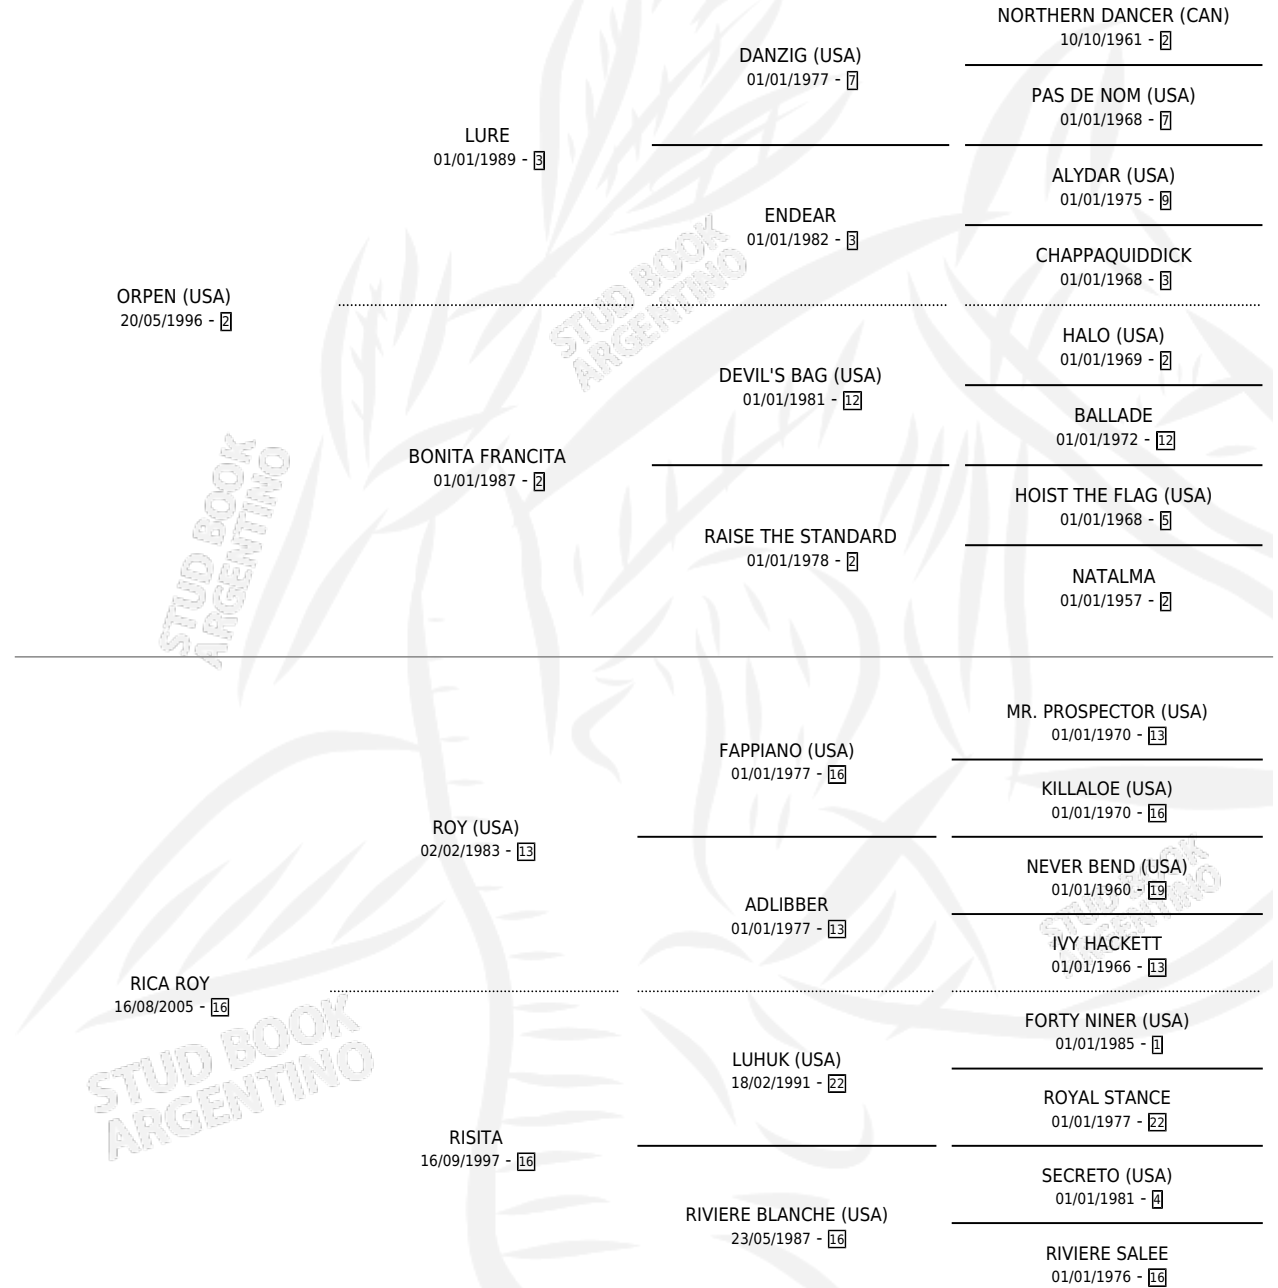 NORTHERN DANCER (CAN)
10/10/1961 - 2
DANZIG (USA)
01/01/1977 - 7
PAS DE NOM (USA)
01/01/1968 - 7
LURE
01/01/1989 - 3
ALYDAR (USA)
01/01/1975 - 9
ENDEAR
01/01/1982 - 3
CHAPPAQUIDDICK
01/01/1968 - 3
ORPEN (USA)
20/05/1996 - 2
STUD BOOK
ARGENTINO
HALO (USA)
01/01/1969 - 2
DEVIL'S BAG (USA)
01/01/1981 - 12
BALLADE
01/01/1972 - 12
BONITA FRANCITA
01/01/1987 - 2
HOIST THE FLAG (USA)
01/01/1968 - 5
RAISE THE STANDARD
01/01/1978 - 2
NATALMA
01/01/1957 - 2
STUD BOOK
ARGENTINO
MR. PROSPECTOR (USA)
01/01/1970 - 13
FAPPIANO (USA)
01/01/1977 - 16
KILLALOE (USA)
01/01/1970 - 16
ROY (USA)
02/02/1983 - 13
NEVER BEND (USA)
01/01/1960 - 19
ADLIBBER
01/01/1977 - 13
STUD BOOK
ARGENTINO
IVY HACKETT
01/01/1966 - 13
RICA ROY
16/08/2005 - 16
FORTY NINER (USA)
01/01/1985 - 1
LUHUK (USA)
18/02/1991 - 22
ROYAL STANCE
01/01/1977 - 22
STUD BOOK
ARGENTINO
RISITA
16/09/1997 - 16
SECRETO (USA)
01/01/1981 - 4
RIVIERE BLANCHE (USA)
23/05/1987 - 16
RIVIERE SALEE
01/01/1976 - 16